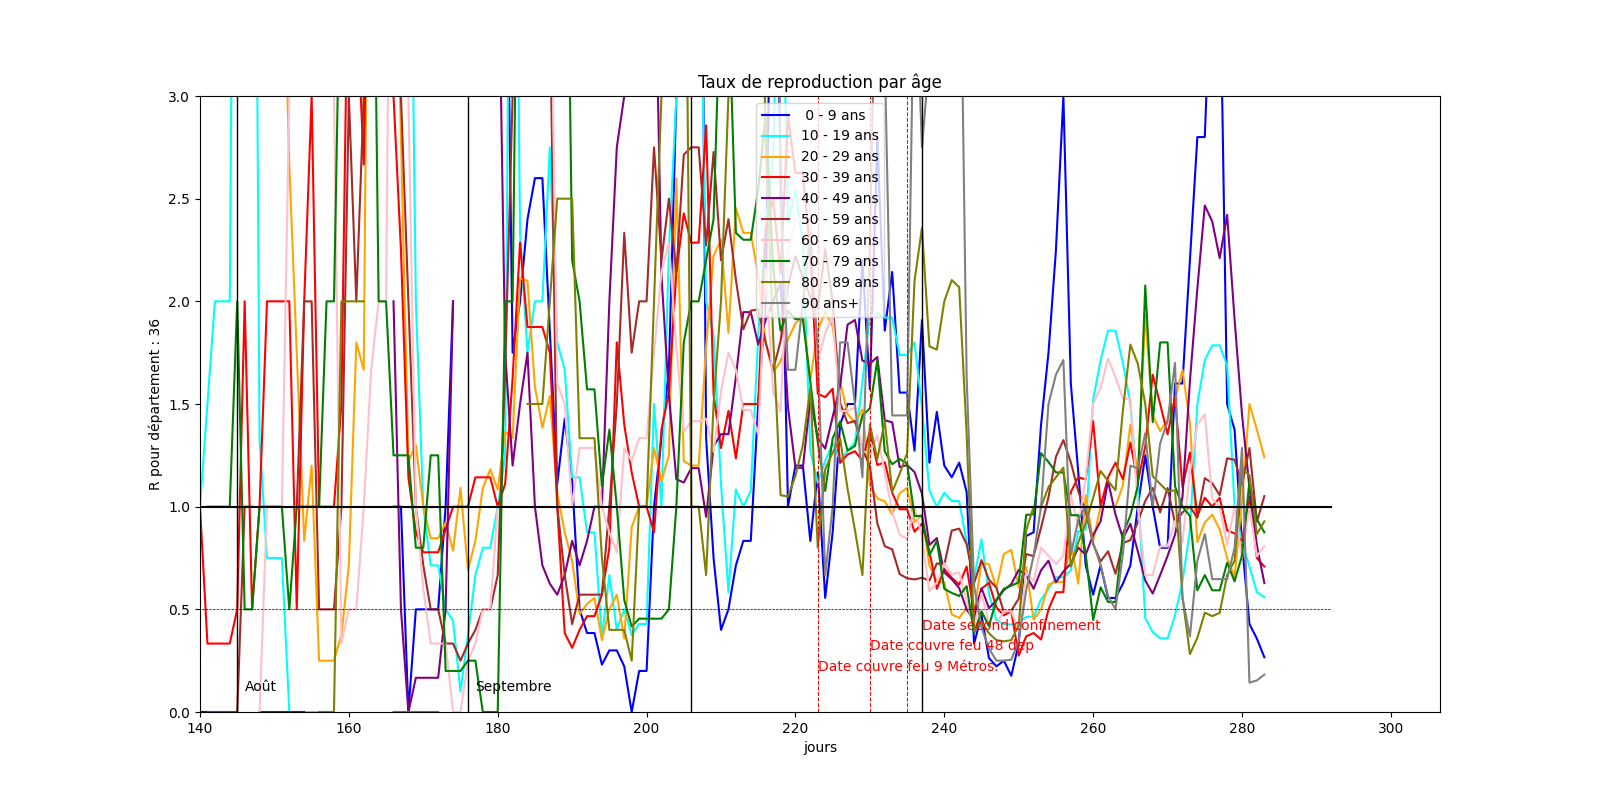 Taux de reproduction par âge
R pour département : 36
3.0
2.5
2.0
1.5
1.0
0.5
0.0
0 - 9 ans
10 - 19 ans
20 - 29 ans
30 - 39 ans
40 - 49 ans
50 - 59 ans
60 - 69 ans
70 - 79 ans
80 - 89 ans
90 ans+
Date second confinement
Date couvre feu 48 dep
Date couvre feu 9 Métros.
Août
Septembre
140 160 180 200 220 240 260 280 300
jours